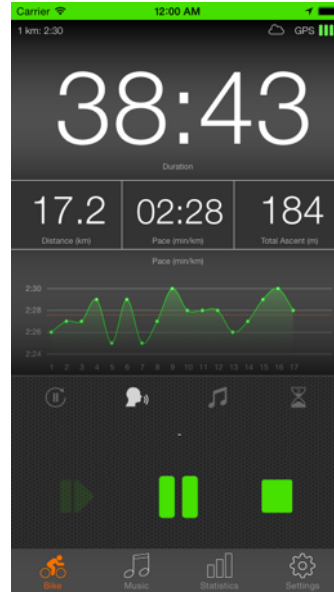 Carrier 12:00 AM
1 km: 2:30 GPS
38:43
Duration
17.2 02:28 184
Distance (km) Pace (min/km) Total Ascent (m)
Pace (min/km)
2:30
2:28
2:26
2:24
1 2 3 4 5 6 7 8 9 10 11 12 13 14 15 16 17
-
Bike Music Statistics Settings